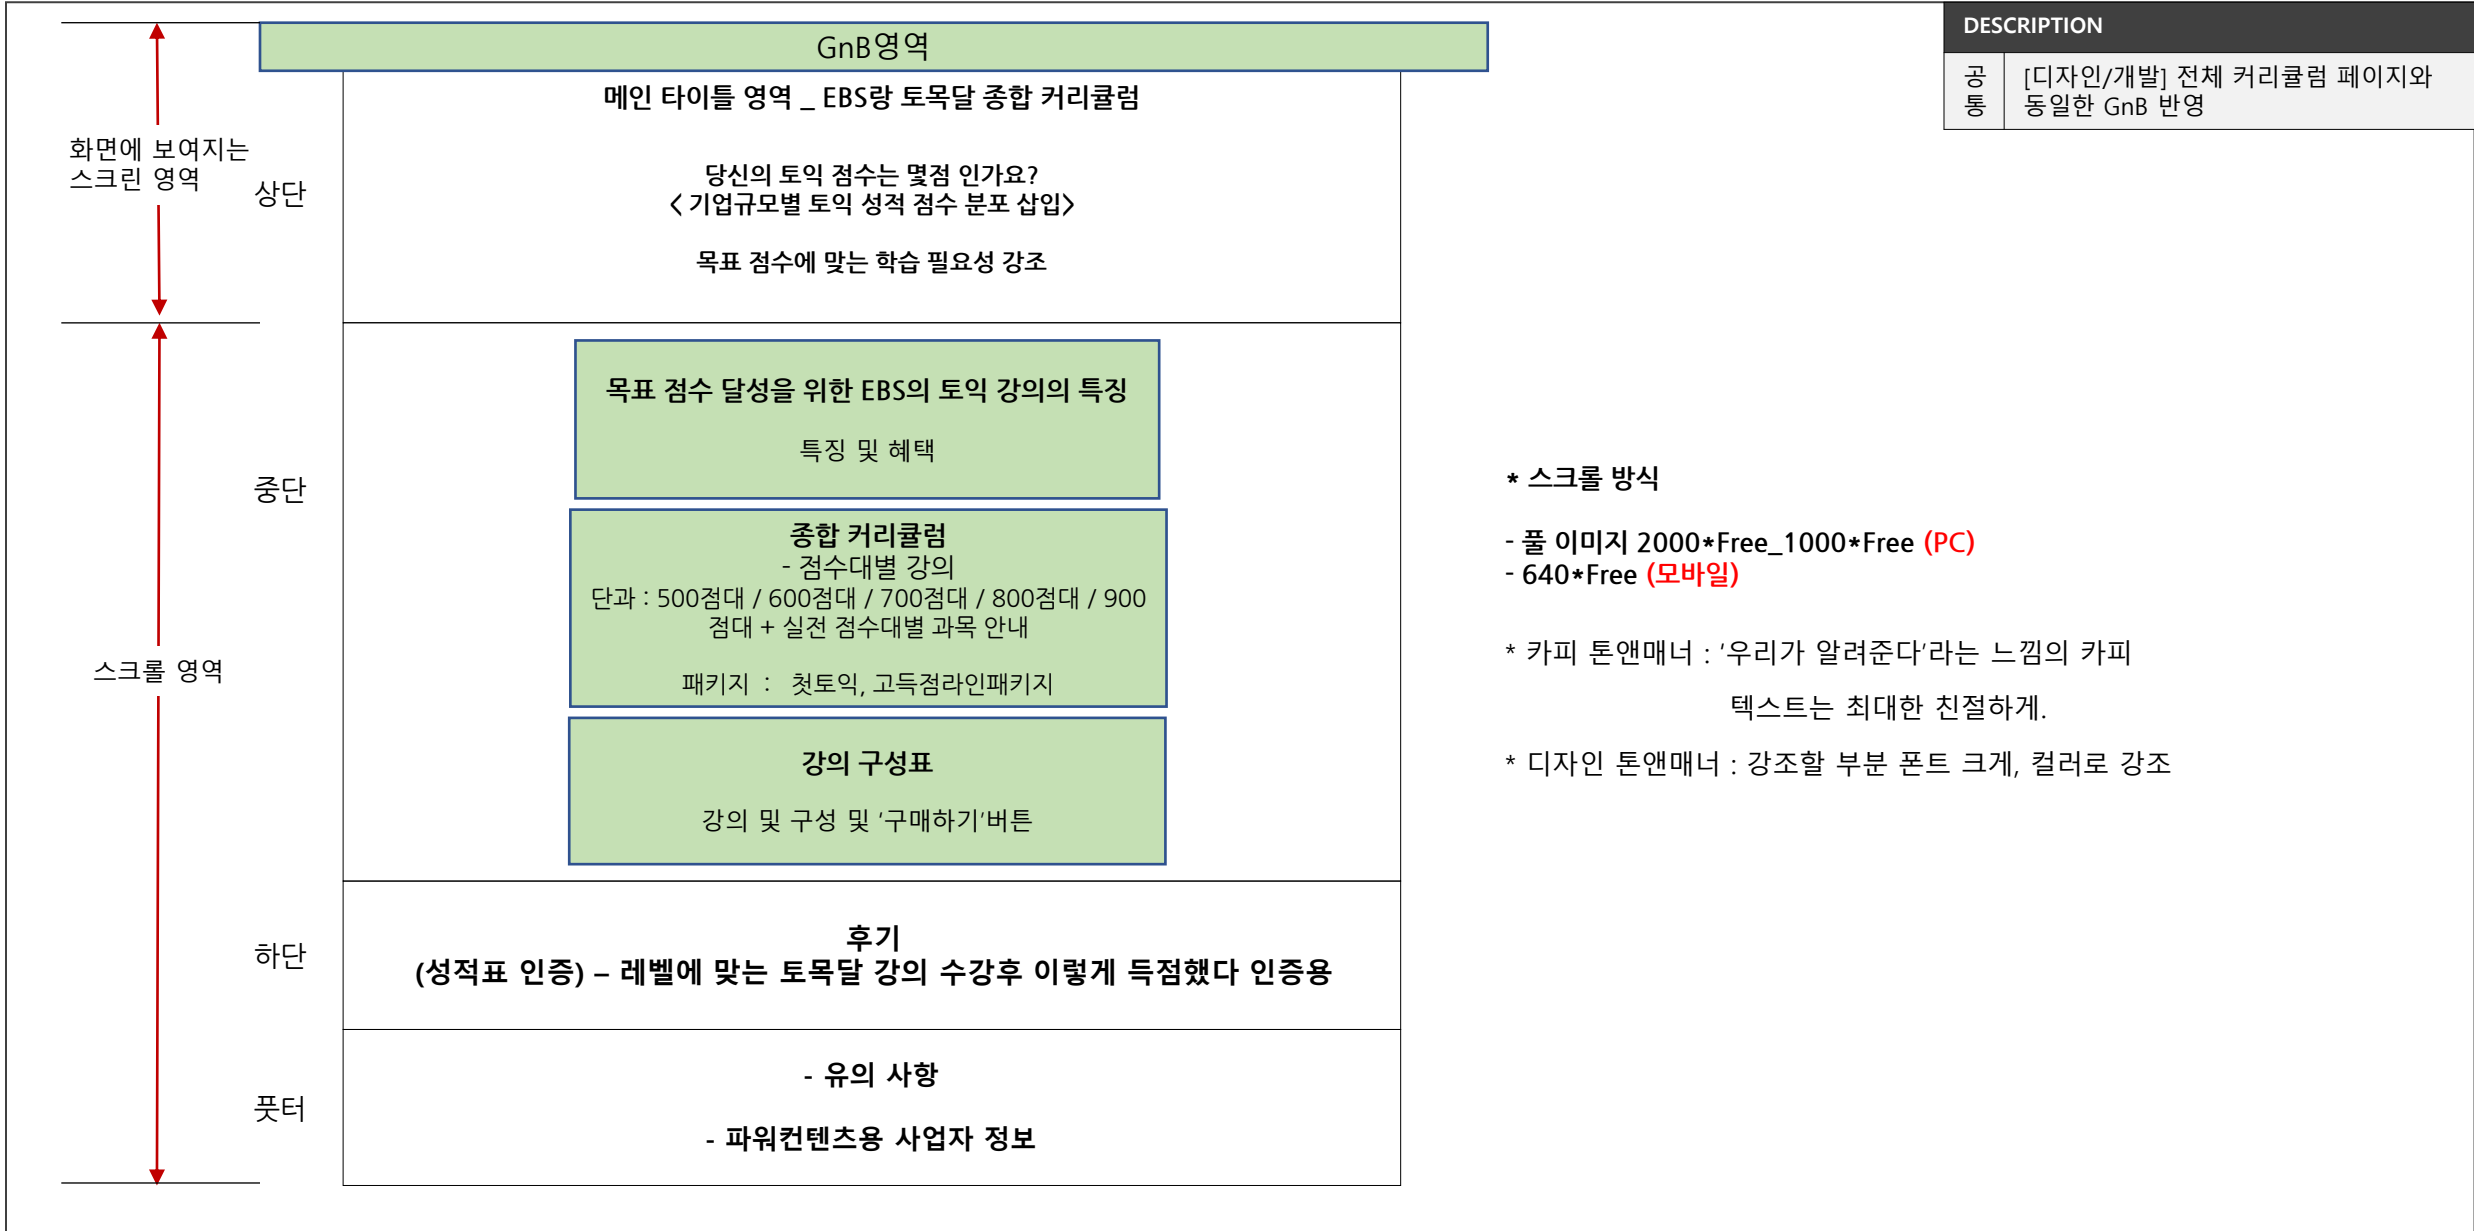 GnB영역
메인 타이틀 영역 _ EBS랑 토목달 종합 커리큘럼
당신의 토익 점수는 몇점 인가요?
< 기업규모별 토익 성적 점수 분포 삽입>
목표 점수에 맞는 학습 필요성 강조
화면에 보여지는
스크린 영역
상단
목표 점수 달성을 위한 EBS의 토익 강의의 특징
특징 및 혜택
중단
종합 커리큘럼
- 점수대별 강의
단과 : 500점대 / 600점대 / 700점대 / 800점대 / 900
점대 + 실전 점수대별 과목 안내
패키지 : 첫토익, 고득점라인패키지
스크롤 영역
강의 구성표
강의 및 구성 및 '구매하기'버튼
하단
후기
(성적표 인증) – 레벨에 맞는 토목달 강의 수강후 이렇게 득점했다 인증용
풋터
- 유의 사항
- 파워컨텐츠용 사업자 정보
DESCRIPTION
공통
[디자인/개발] 전체 커리큘럼 페이지와
동일한 GnB 반영
* 스크롤 방식
- 풀 이미지 2000*Free_1000*Free (PC)
- 640*Free (모바일)
* 카피 톤앤매너 : '우리가 알려준다'라는 느낌의 카피
텍스트는 최대한 친절하게.
* 디자인 톤앤매너 : 강조할 부분 폰트 크게, 컬러로 강조